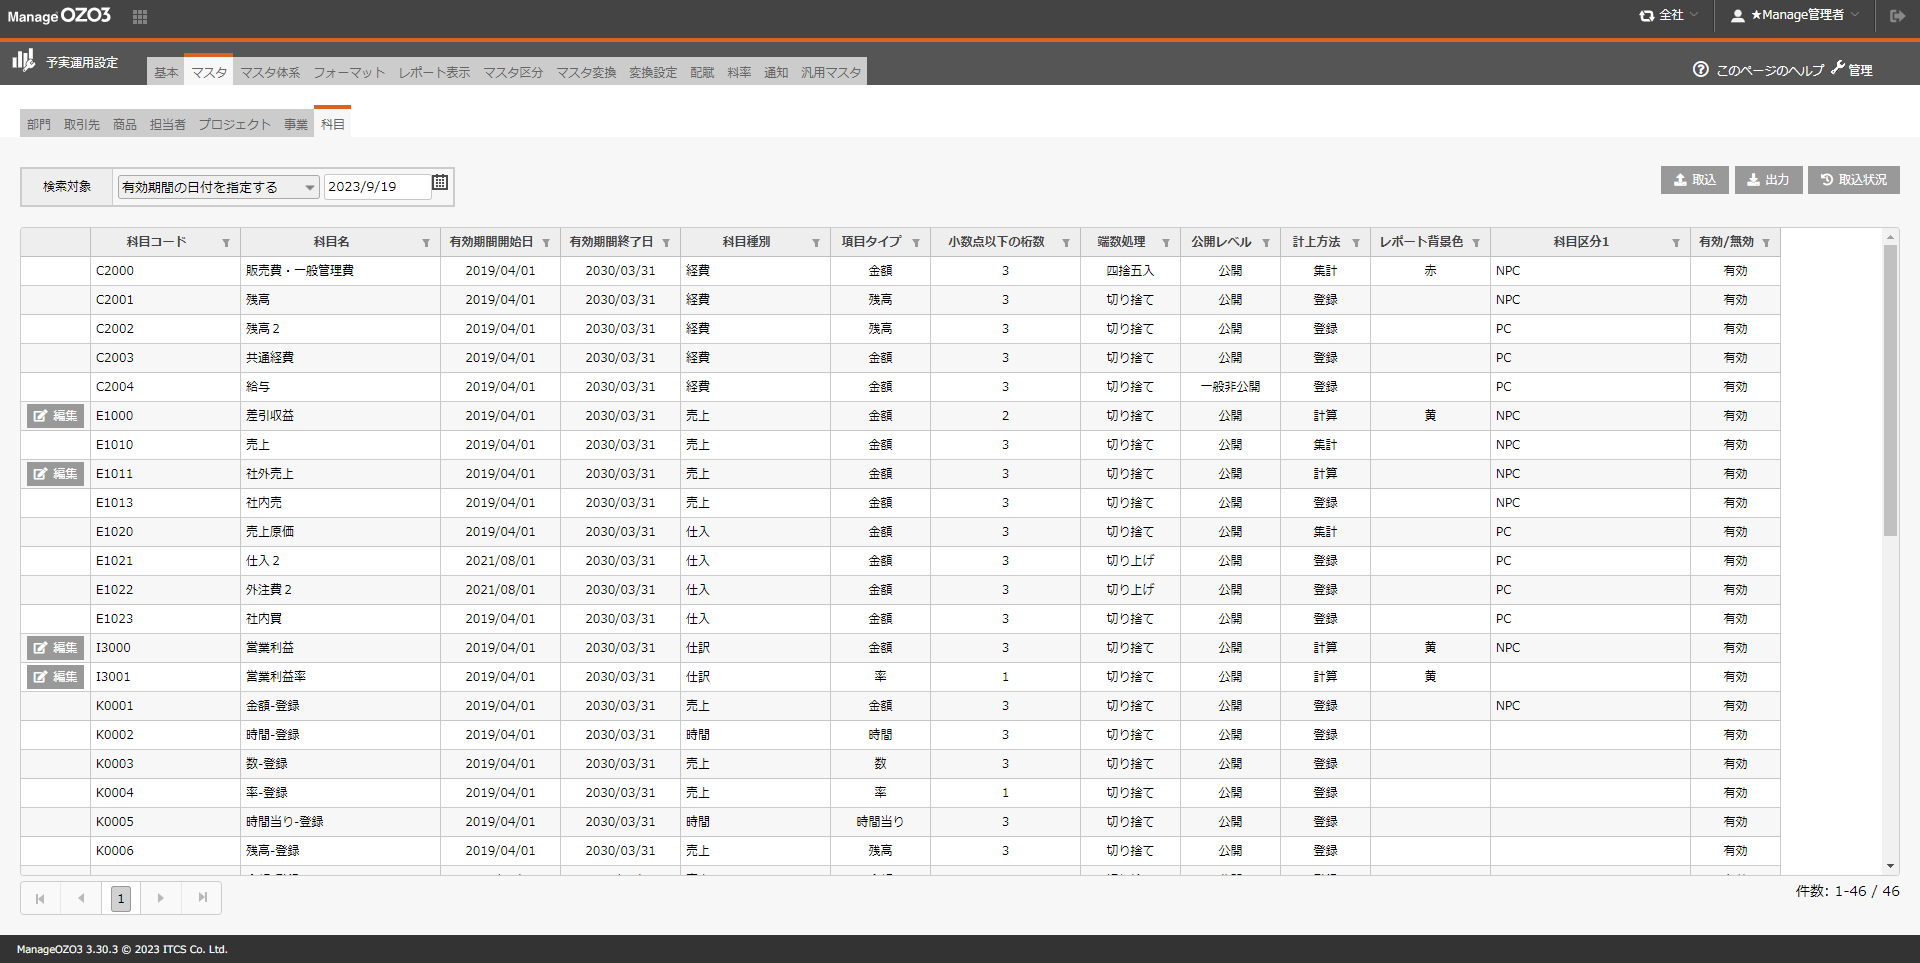 Manage OZO3 全社 ★Manage管理者
予実運用設定 基本 マスタ マスタ体系 フォーマット レポート表示 マスタ区分 マスタ変換 変換設定 配賦 料率 通知 汎用マスタ このページのヘルプ 管理
部門 取引先 商品 担当者 プロジェクト 事業 科目
検索対象 有効期間の日付を指定する 2023/9/19 取込 出力 取込状況
科目コード 科目名 有効期間開始日 有効期間終了日 科目種別 項目タイプ 小数点以下の桁数 端数処理 公開レベル 計上方法 レポート背景色 科目区分1 有効/無効
C2000 販売費・一般管理費 2019/04/01 2030/03/31 経費 金額 3 四捨五入 公開 集計 赤 NPC 有効
C2001 残高 2019/04/01 2030/03/31 経費 残高 3 切り捨て 公開 登録 NPC 有効
C2002 残高２ 2019/04/01 2030/03/31 経費 残高 3 切り捨て 公開 登録 PC 有効
C2003 共通経費 2019/04/01 2030/03/31 経費 金額 3 切り捨て 公開 登録 PC 有効
C2004 給与 2019/04/01 2030/03/31 経費 金額 3 切り捨て 一般非公開 登録 PC 有効
編集 E1000 差引収益 2019/04/01 2030/03/31 売上 金額 2 切り捨て 公開 計算 黄 NPC 有効
E1010 売上 2019/04/01 2030/03/31 売上 金額 3 切り捨て 公開 集計 NPC 有効
編集 E1011 社外売上 2019/04/01 2030/03/31 売上 金額 3 切り捨て 公開 計算 NPC 有効
E1013 社内売 2019/04/01 2030/03/31 売上 金額 3 切り捨て 公開 登録 NPC 有効
E1020 売上原価 2019/04/01 2030/03/31 仕入 金額 3 切り捨て 公開 集計 PC 有効
E1021 仕入２ 2021/08/01 2030/03/31 仕入 金額 3 切り上げ 公開 登録 PC 有効
E1022 外注費２ 2021/08/01 2030/03/31 仕入 金額 3 切り上げ 公開 登録 PC 有効
E1023 社内買 2019/04/01 2030/03/31 仕入 金額 3 切り捨て 公開 登録 PC 有効
編集 I3000 営業利益 2019/04/01 2030/03/31 仕訳 金額 3 切り捨て 公開 計算 黄 NPC 有効
編集 I3001 営業利益率 2019/04/01 2030/03/31 仕訳 率 1 切り捨て 公開 計算 黄 有効
K0001 金額-登録 2019/04/01 2030/03/31 売上 金額 3 切り捨て 公開 登録 NPC 有効
K0002 時間-登録 2019/04/01 2030/03/31 時間 時間 3 切り捨て 公開 登録 有効
K0003 数-登録 2019/04/01 2030/03/31 売上 数 3 切り捨て 公開 登録 有効
K0004 率-登録 2019/04/01 2030/03/31 売上 率 1 切り捨て 公開 登録 有効
K0005 時間当り-登録 2019/04/01 2030/03/31 時間 時間当り 3 切り捨て 公開 登録 有効
K0006 残高-登録 2019/04/01 2030/03/31 売上 残高 3 切り捨て 公開 登録 有効
1 件数: 1-46 / 46
ManageOZO3 3.30.3 © 2023 ITCS Co. Ltd.